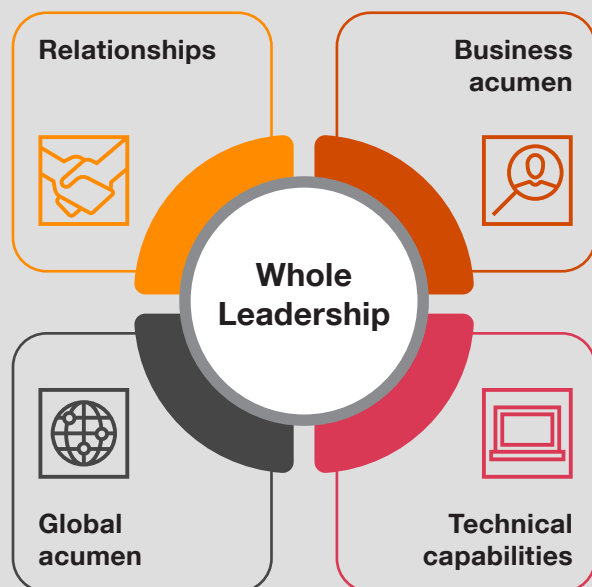 Relationships
Business
acumen
Whole
Leadership
Global
acumen
Technical
capabilities